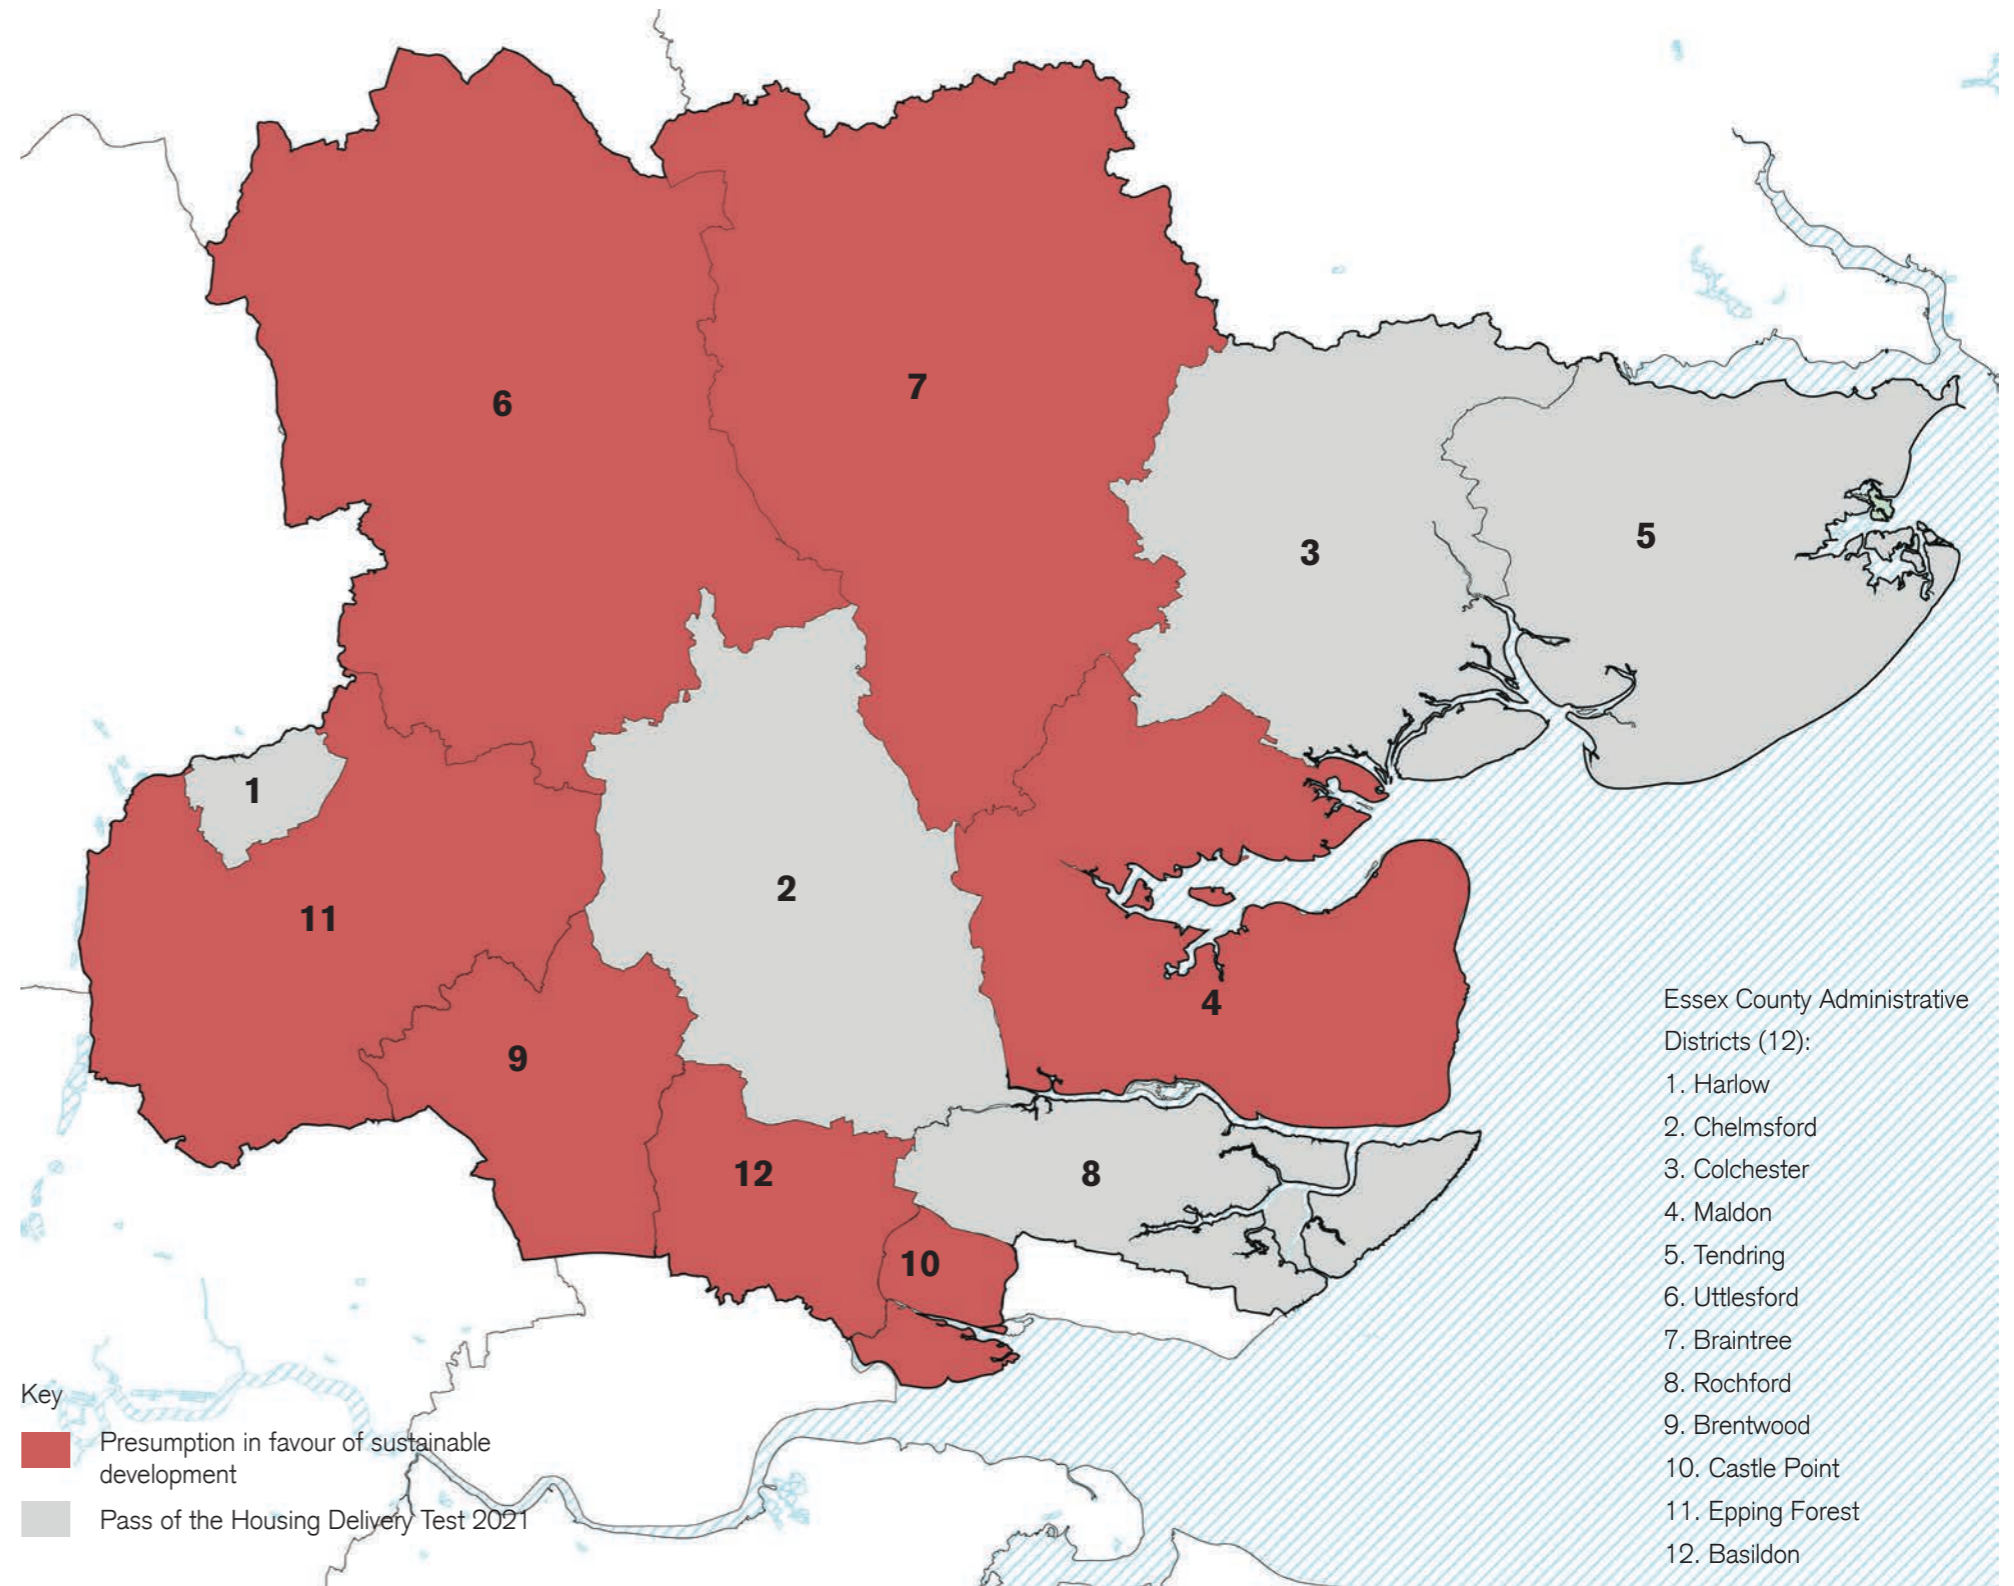 6
7
3
5
1
2
11
4
9
12
8
10
Essex County Administrative
Districts (12):
1. Harlow
2. Chelmsford
3. Colchester
4. Maldon
5. Tendring
6. Uttlesford
7. Braintree
8. Rochford
9. Brentwood
10. Castle Point
11. Epping Forest
12. Basildon
Key
Presumption in favour of sustainable
development
Pass of the Housing Delivery Test 2021